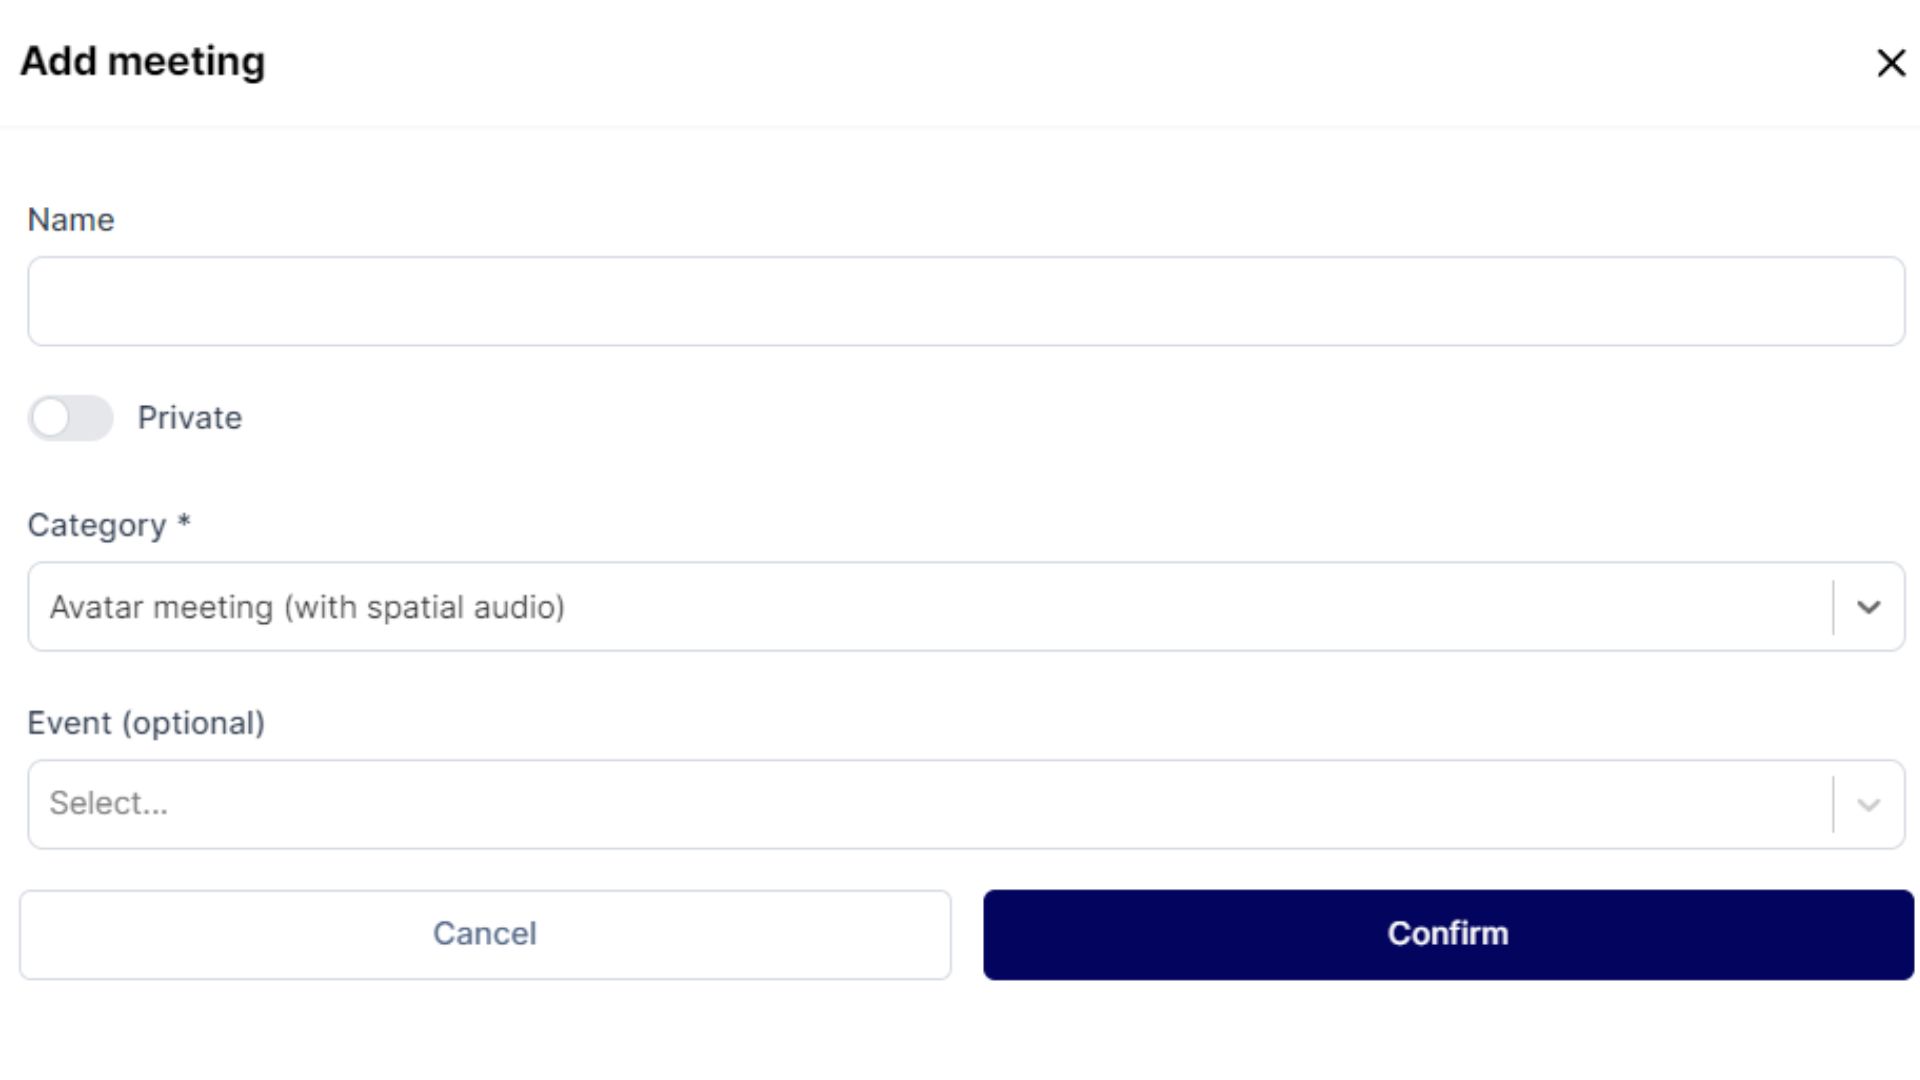 Add meeting
Name
Private
Category *
Avatar meeting (with spatial audio)
Event (optional)
Select...
Cancel
Confirm